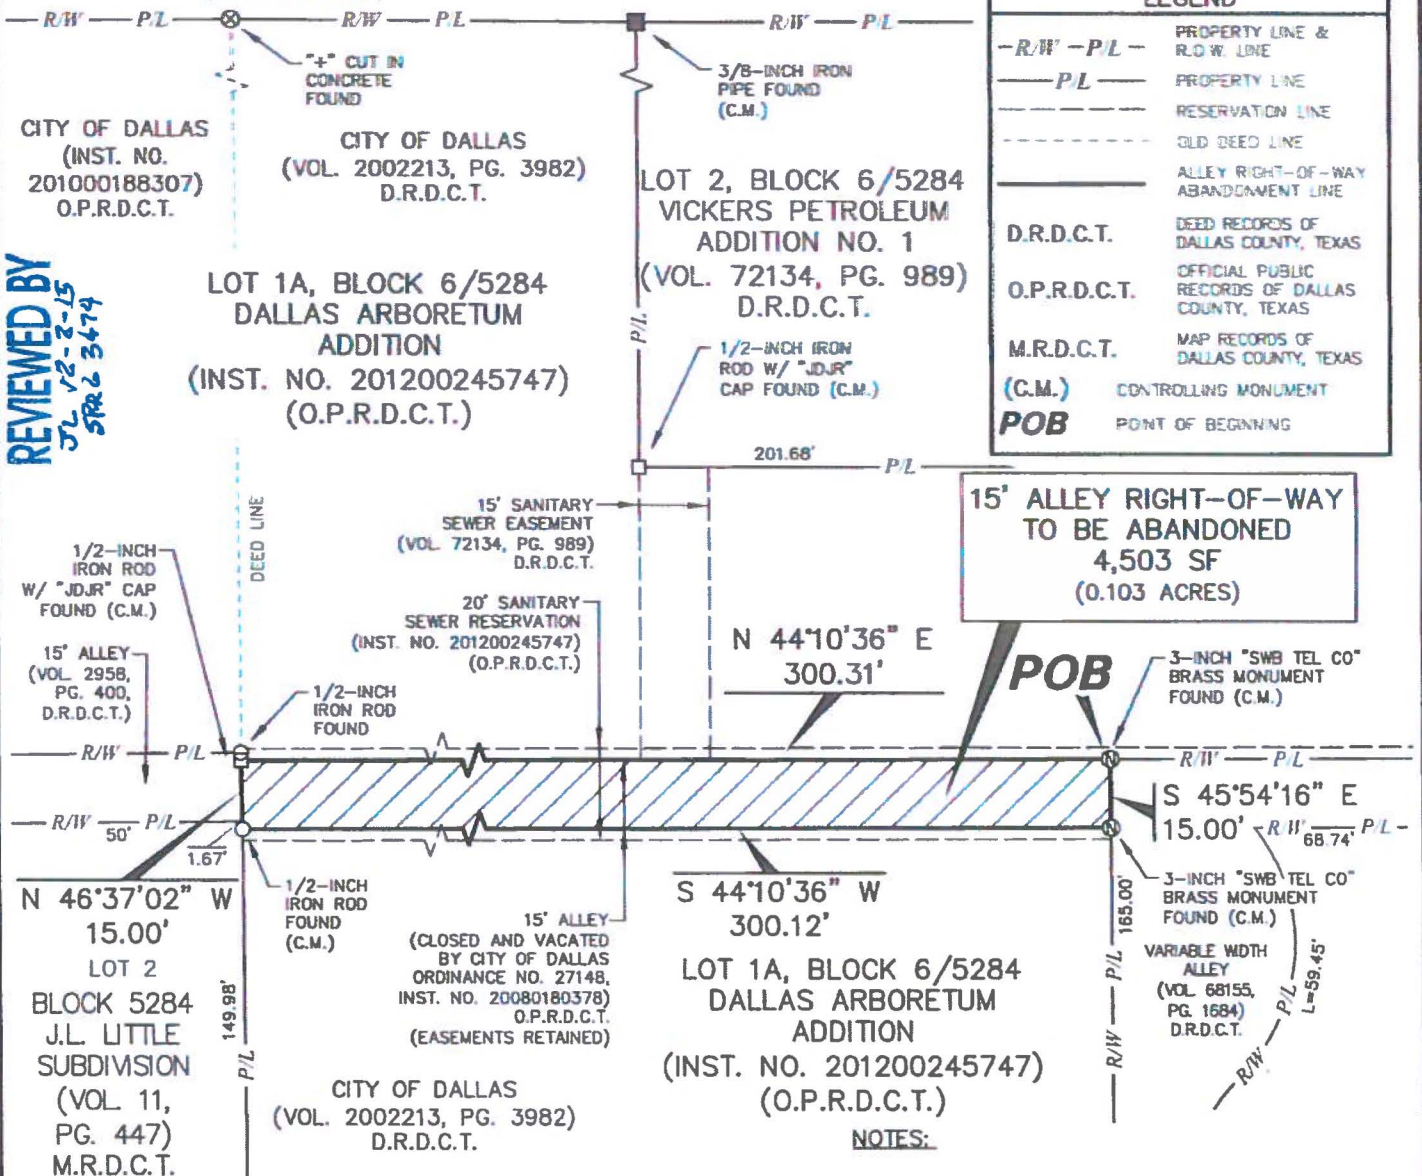 R/W P/L R/W P/L R/W P/L
"+" CUT IN
CONCRETE
FOUND
3/8-INCH IRON
PIPE FOUND
(C.M.)
CITY OF DALLAS
(INST. NO.
201000188307)
O.P.R.D.C.T.
CITY OF DALLAS
(VOL. 2002213, PG. 3982)
D.R.D.C.T.
LOT 2, BLOCK 6/5284
VICKERS PETROLEUM
ADDITION NO. 1
(VOL. 72134, PG. 989)
D.R.D.C.T.
LEGEND
R/W P/L PROPERTY LINE &
R.O.W. LINE
P/L PROPERTY LINE
RESERVATION LINE
OLD DEED LINE
ALLEY RIGHT-OF-WAY
ABANDONMENT LINE
D.R.D.C.T. DEED RECORDS OF
DALLAS COUNTY, TEXAS
O.P.R.D.C.T. OFFICIAL PUBLIC
RECORDS OF DALLAS
COUNTY, TEXAS
M.R.D.C.T. MAP RECORDS OF
DALLAS COUNTY, TEXAS
(C.M.) CONTROLLING MONUMENT
POB POINT OF BEGINNING
REVIEWED BY
JL 12-2-15
SPRG 3474
LOT 1A, BLOCK 6/5284
DALLAS ARBORETUM
ADDITION
(INST. NO. 201200245747)
(O.P.R.D.C.T.)
P/L
1/2-INCH IRON
ROD W/ "JDJR"
CAP FOUND (C.M.)
201.68' P/L
15' ALLEY RIGHT-OF-WAY
TO BE ABANDONED
4,503 SF
(0.103 ACRES)
DEED LINE
15' SANITARY
SEWER EASEMENT
(VOL. 72134, PG. 989)
D.R.D.C.T.
1/2-INCH
IRON ROD
W/ "JDJR" CAP
FOUND (C.M.)
20' SANITARY
SEWER RESERVATION
(INST. NO. 201200245747)
(O.P.R.D.C.T.)
15' ALLEY
(VOL. 2958,
PG. 400,
D.R.D.C.T.)
1/2-INCH
IRON ROD
FOUND
N 44°10'36" E
300.31'
POB
3-INCH "SWB TEL CO"
BRASS MONUMENT
FOUND (C.M.)
R/W P/L
R/W P/L
N
S 45°54'16" E
15.00'
R/W P/L
68.74'
R/W P/L
50'
1.67'
N
N 46°37'02" W
15.00'
LOT 2
BLOCK 5284
J.L. LITTLE
SUBDIVISION
(VOL. 11,
PG. 447)
M.R.D.C.T.
149.98'
P/L
1/2-INCH
IRON ROD
FOUND
(C.M.)
15' ALLEY
(CLOSED AND VACATED
BY CITY OF DALLAS
ORDINANCE NO. 27148,
INST. NO. 20080180378)
O.P.R.D.C.T.
(EASEMENTS RETAINED)
S 44°10'36" W
300.12'
165.00'
R/W P/L
3-INCH "SWB TEL CO"
BRASS MONUMENT
FOUND (C.M.)
VARIABLE WIDTH
ALLEY
(VOL. 68155,
PG. 1684)
D.R.D.C.T.
L=59.45'
R/W P/L
CITY OF DALLAS
(VOL. 2002213, PG. 3982)
D.R.D.C.T.
LOT 1A, BLOCK 6/5284
DALLAS ARBORETUM
ADDITION
(INST. NO. 201200245747)
(O.P.R.D.C.T.)
NOTES: